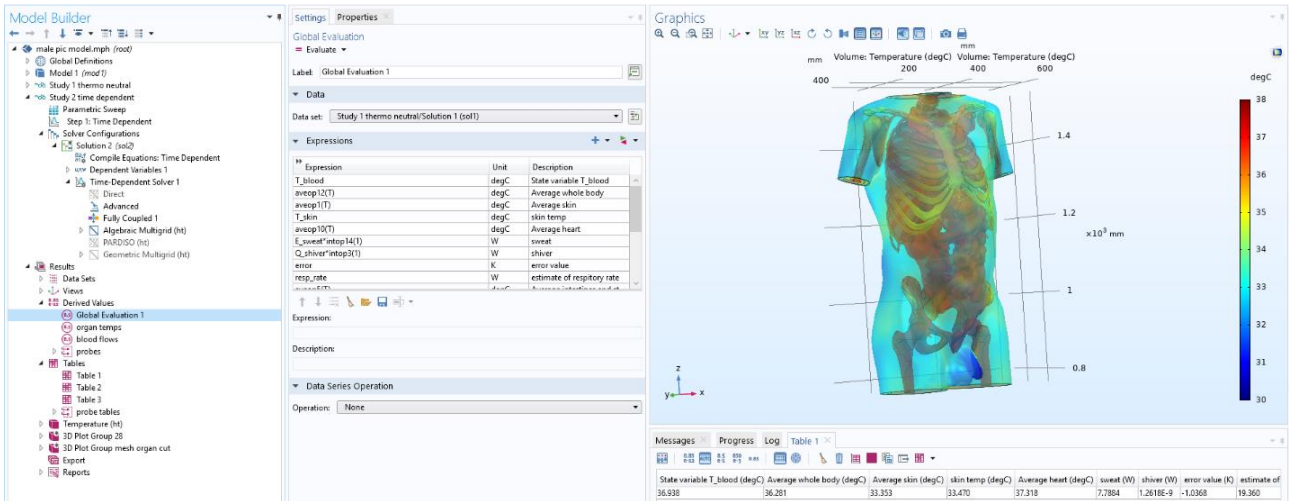 Model Builder
male pic model.mph (root)
Global Definitions
Model 1 (mod1)
Study 1 thermo neutral
Study 2 time dependent
Parametric Sweep
Step 1: Time Dependent
Solver Configurations
Solution 2 (sol2)
Compile Equations: Time Dependent
Dependent Variables 1
Time-Dependent Solver 1
Direct
Advanced
Fully Coupled 1
Algebraic Multigrid (ht)
PARDISO (ht)
Geometric Multigrid (ht)
Results
Data Sets
Views
Derived Values
Global Evaluation 1
organ temps
blood flows
probes
Tables
Table 1
Table 2
Table 3
probe tables
Temperature (ht)
3D Plot Group 28
3D Plot Group mesh organ cut
Export
Reports
Settings Properties
Global Evaluation
= Evaluate
Label: Global Evaluation 1
Data
Data set: Study 1 thermo neutral/Solution 1 (sol1)
Expressions
Expression Unit Description
T_blood degC State variable T_blood
aveop12(T) degC Average whole body
aveop1(T) degC Average skin
T_skin degC skin temp
aveop10(T) degC Average heart
E_sweat*intop14(1) W sweat
Q_shiver*intop3(1) W shiver
error K error value
resp_rate W estimate of respitory rate
Expression:
Description:
Data Series Operation
Operation: None
Graphics
mm
mm Volume: Temperature (degC) Volume: Temperature (degC)
200 400 600
400
degC
38
37
36
35
34
33
32
31
30
1.4
1.2
×10³ mm
1
0.8
z
y x
Messages Progress Log Table 1
State variable T_blood (degC) Average whole body (degC) Average skin (degC) skin temp (degC) Average heart (degC) sweat (W) shiver (W) error value (K) estimate of
36.938 36.281 33.353 33.470 37.318 7.7884 1.2618E-9 -1.0368 19.360